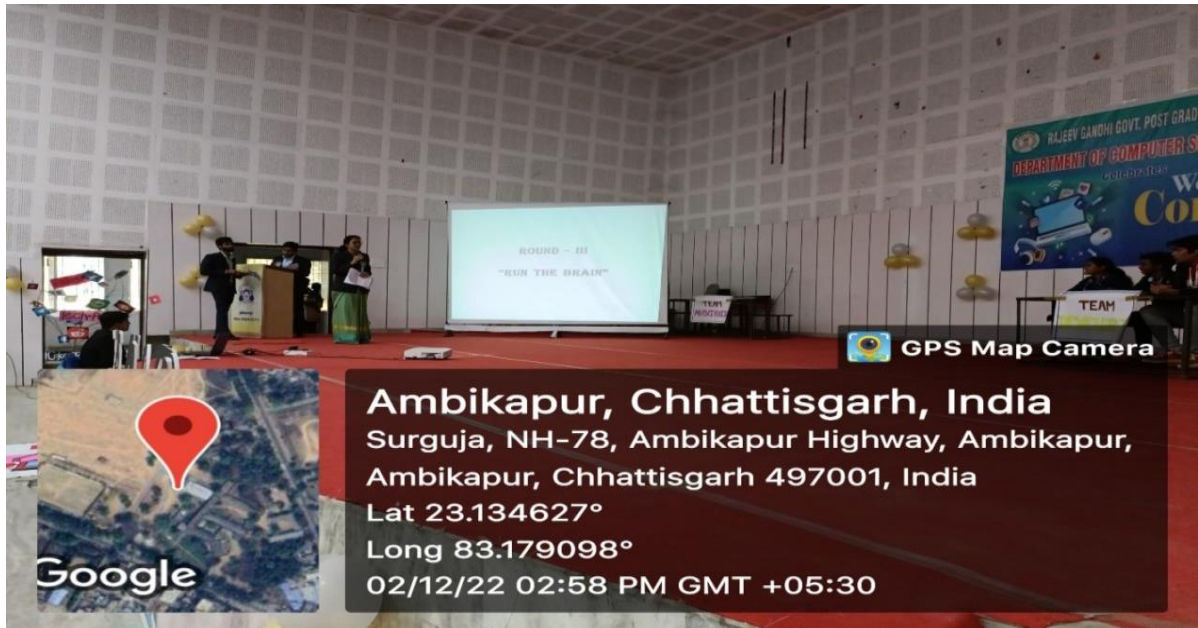 RAJEEV GANDHI GOVT. POST GRAD
DEPARTMENT OF COMPUTER S
Celebrates
ROUND - III
"RUN THE BRAIN"
TEAM
TEAM
GPS Map Camera
Ambikapur, Chhattisgarh, India
Surguja, NH-78, Ambikapur Highway, Ambikapur,
Ambikapur, Chhattisgarh 497001, India
Lat 23.134627°
Long 83.179098°
02/12/22 02:58 PM GMT +05:30
Google